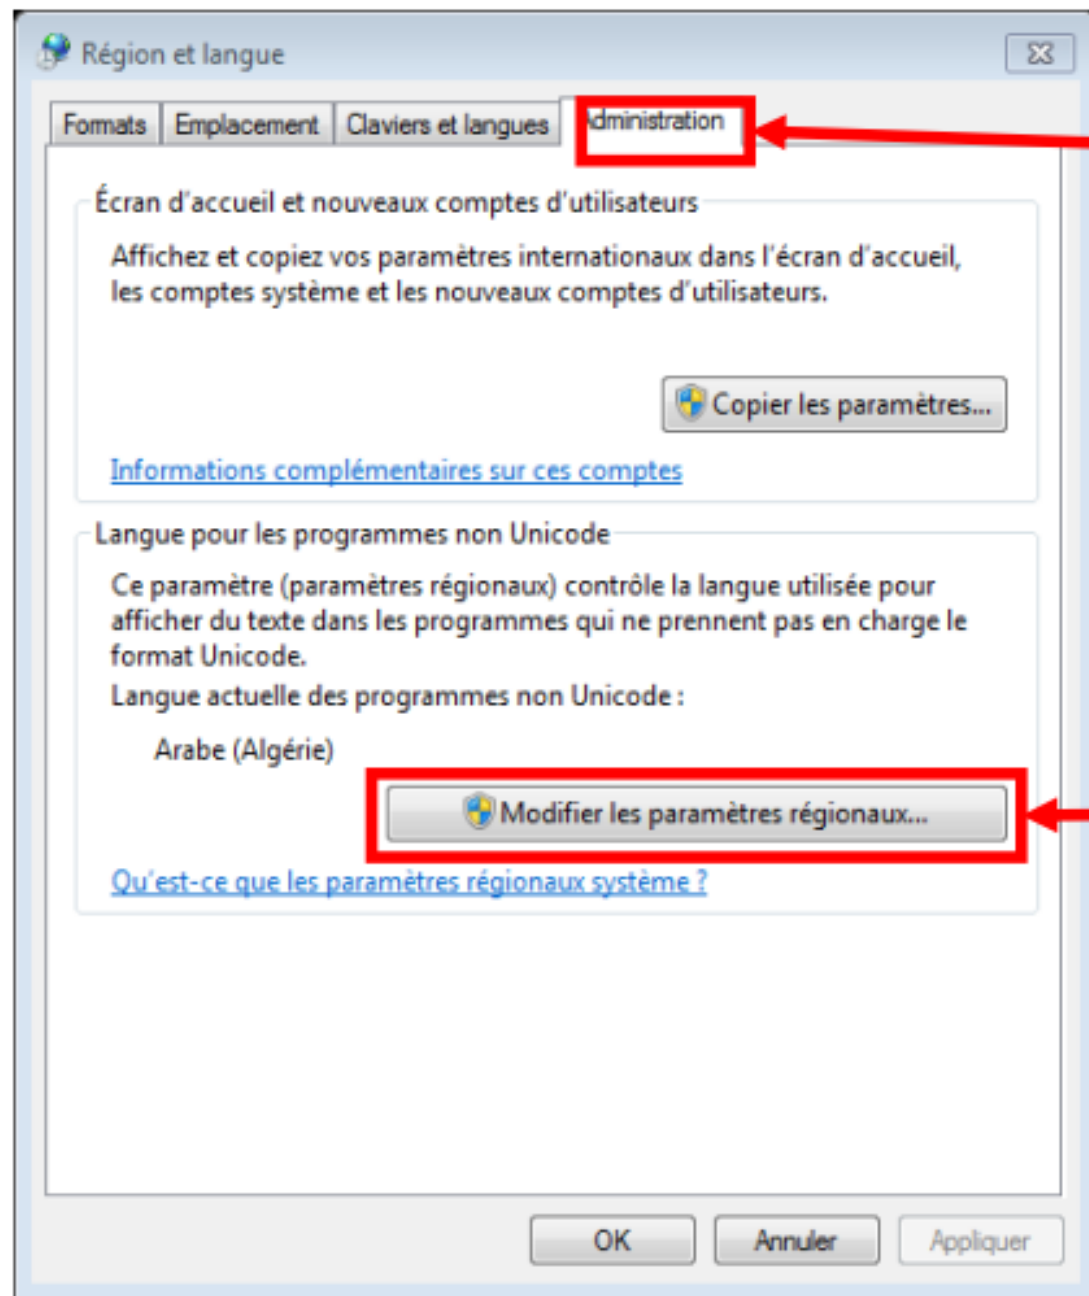 Région et langue
Formats Emplacement Claviers et langues Administration
Écran d'accueil et nouveaux comptes d'utilisateurs
Affichez et copiez vos paramètres internationaux dans l'écran d'accueil,
les comptes système et les nouveaux comptes d'utilisateurs.
Copier les paramètres...
Informations complémentaires sur ces comptes
Langue pour les programmes non Unicode
Ce paramètre (paramètres régionaux) contrôle la langue utilisée pour
afficher du texte dans les programmes qui ne prennent pas en charge le
format Unicode.
Langue actuelle des programmes non Unicode :
Arabe (Algérie)
Modifier les paramètres régionaux...
Qu'est-ce que les paramètres régionaux système ?
OK Annuler Appliquer